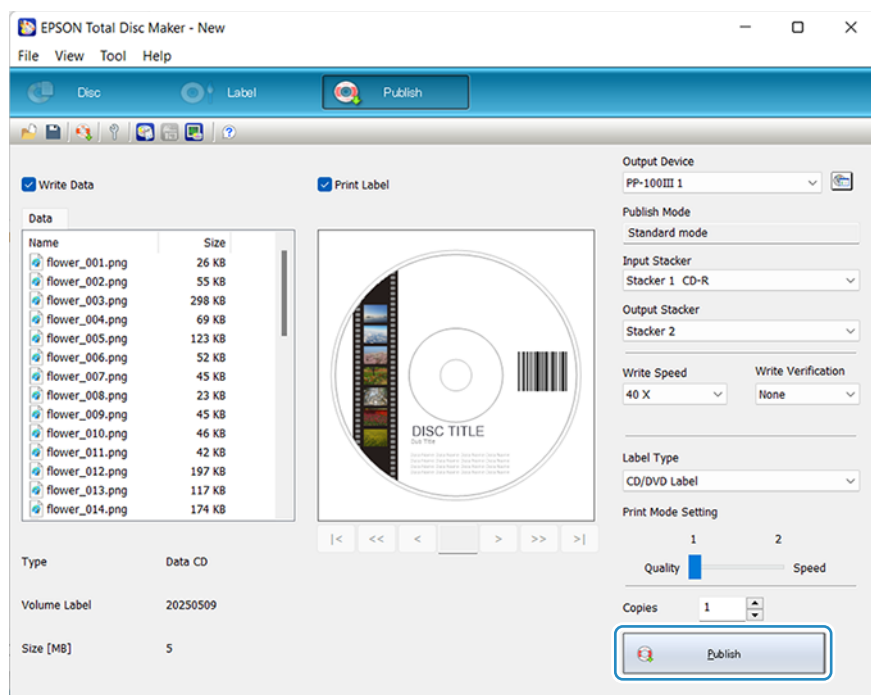 EPSON Total Disc Maker - New
File View Tool Help
Disc Label Publish
Write Data
Print Label
Data
Name Size
flower_001.png 26 KB
flower_002.png 55 KB
flower_003.png 298 KB
flower_004.png 69 KB
flower_005.png 123 KB
flower_006.png 52 KB
flower_007.png 45 KB
flower_008.png 23 KB
flower_009.png 45 KB
flower_010.png 46 KB
flower_011.png 42 KB
flower_012.png 197 KB
flower_013.png 117 KB
flower_014.png 174 KB
DISC TITLE
Sub Title
|< << < > >> >|
Type Data CD
Volume Label 20250509
Size [MB] 5
Output Device
PP-100III 1
Publish Mode
Standard mode
Input Stacker
Stacker 1 CD-R
Output Stacker
Stacker 2
Write Speed Write Verification
40 X None
Label Type
CD/DVD Label
Print Mode Setting
1 2
Quality Speed
Copies 1
Publish